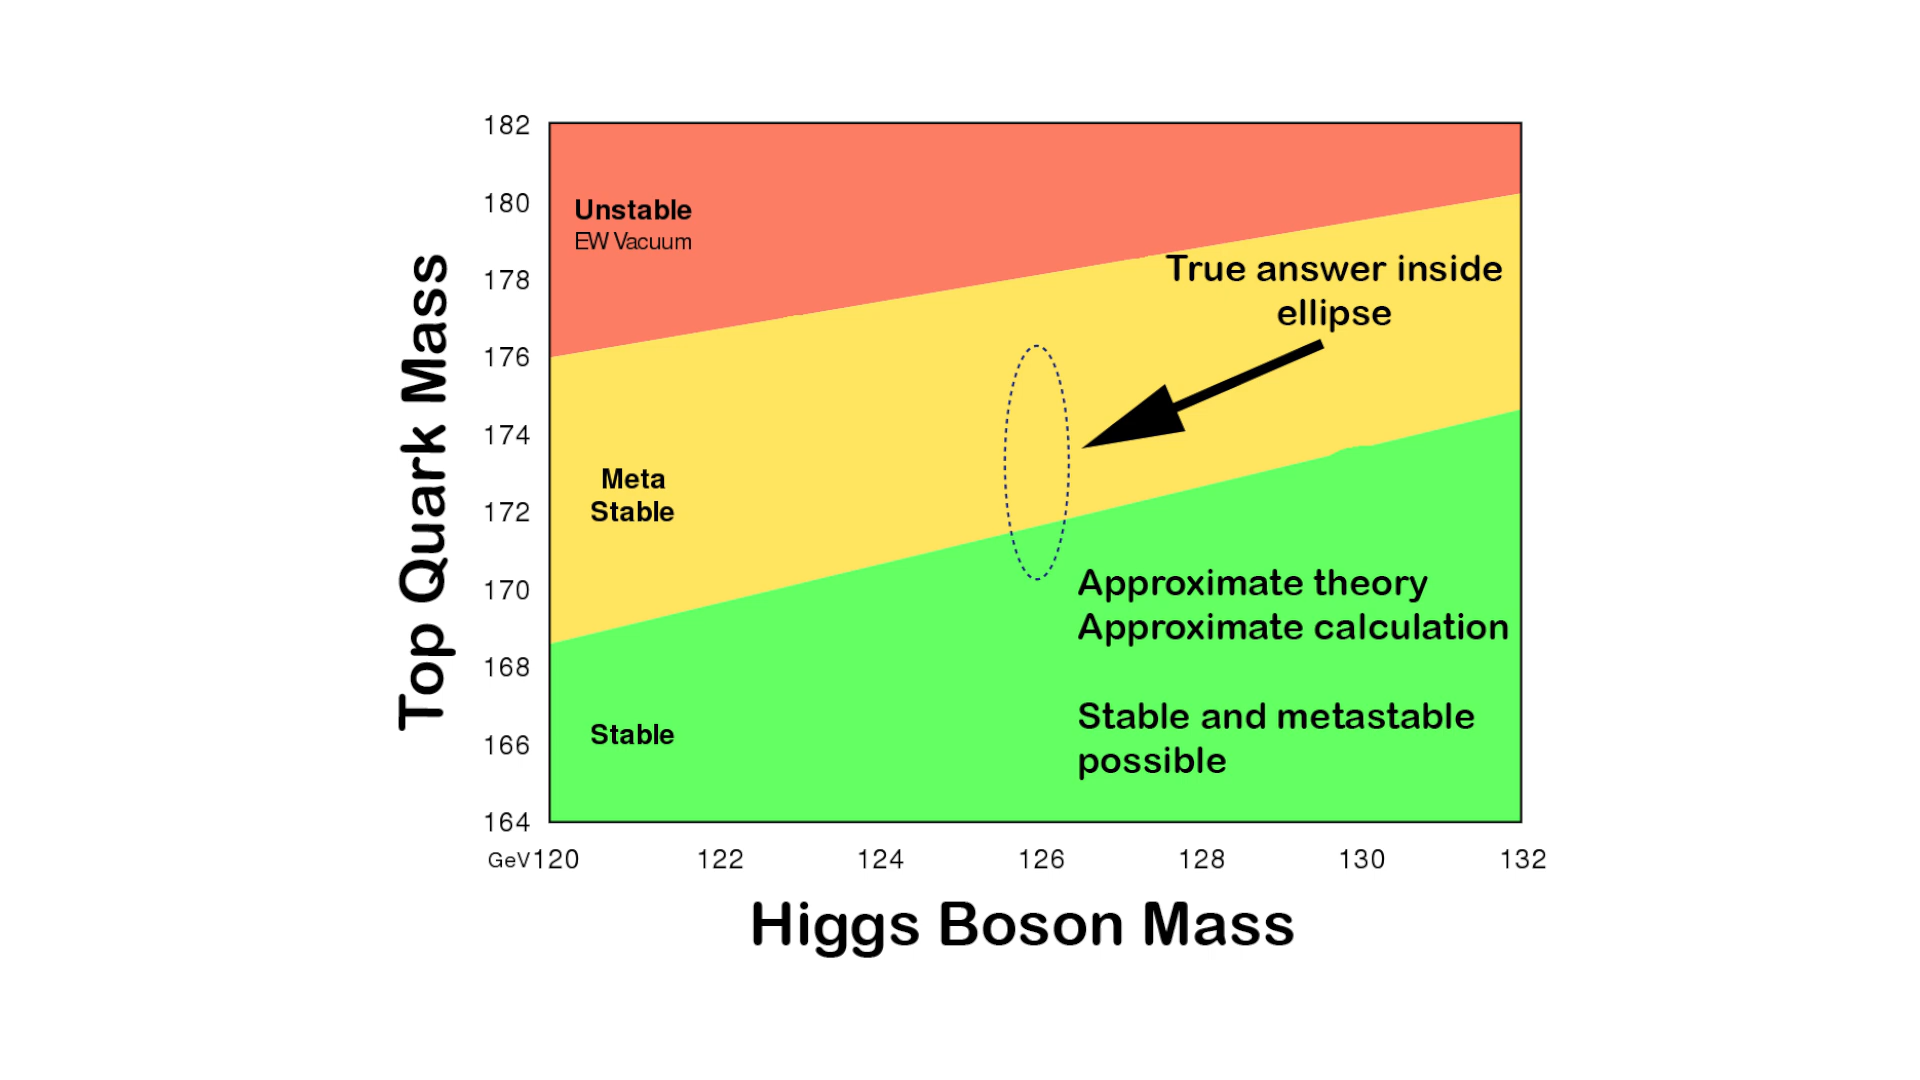 182
180
178
176
174
172
170
168
166
164
Top Quark Mass
Unstable
EW Vacuum
True answer inside
ellipse
Meta
Stable
Approximate theory
Approximate calculation
Stable and metastable
possible
Stable
GeV 120 122 124 126 128 130 132
Higgs Boson Mass